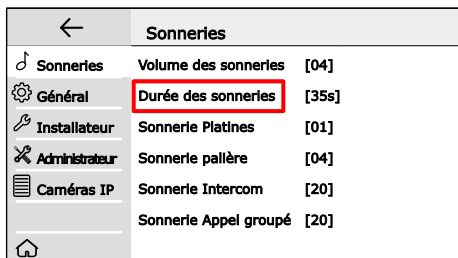 Sonneries
Sonneries
Volume des sonneries [04]
Général
Durée des sonneries [35s]
Installateur
Sonnerie Platines [01]
Administrateur
Sonnerie palière [04]
Caméras IP
Sonnerie Intercom [20]
Sonnerie Appel groupé [20]